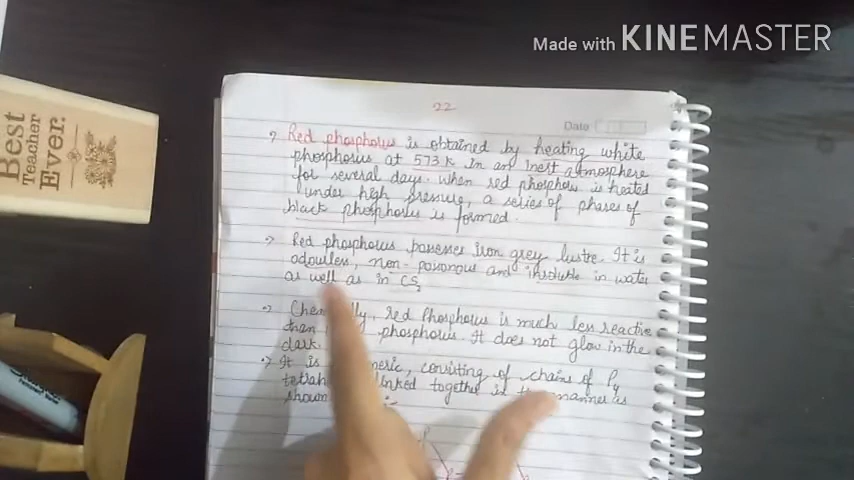 Made with KINEMASTER
Best
Teacher
Ever.
22
Date
Red phosphorus is obtained by heating white
phosphorus at 573 K in an inert atmosphere
for several days. When red phosphorus is heated
under high pressure, a series of phases of
black phosphorus is formed.
Red phosphorus possesses iron grey lustre. It is
odourless, non-poisonous and insoluble in water
as well as in CS2
Chemically, red Phosphorus is much less reactive
than phosphorus. It does not glow in the
dark.
It is consisting of chains of P4
linked together in the manner as
shown
P